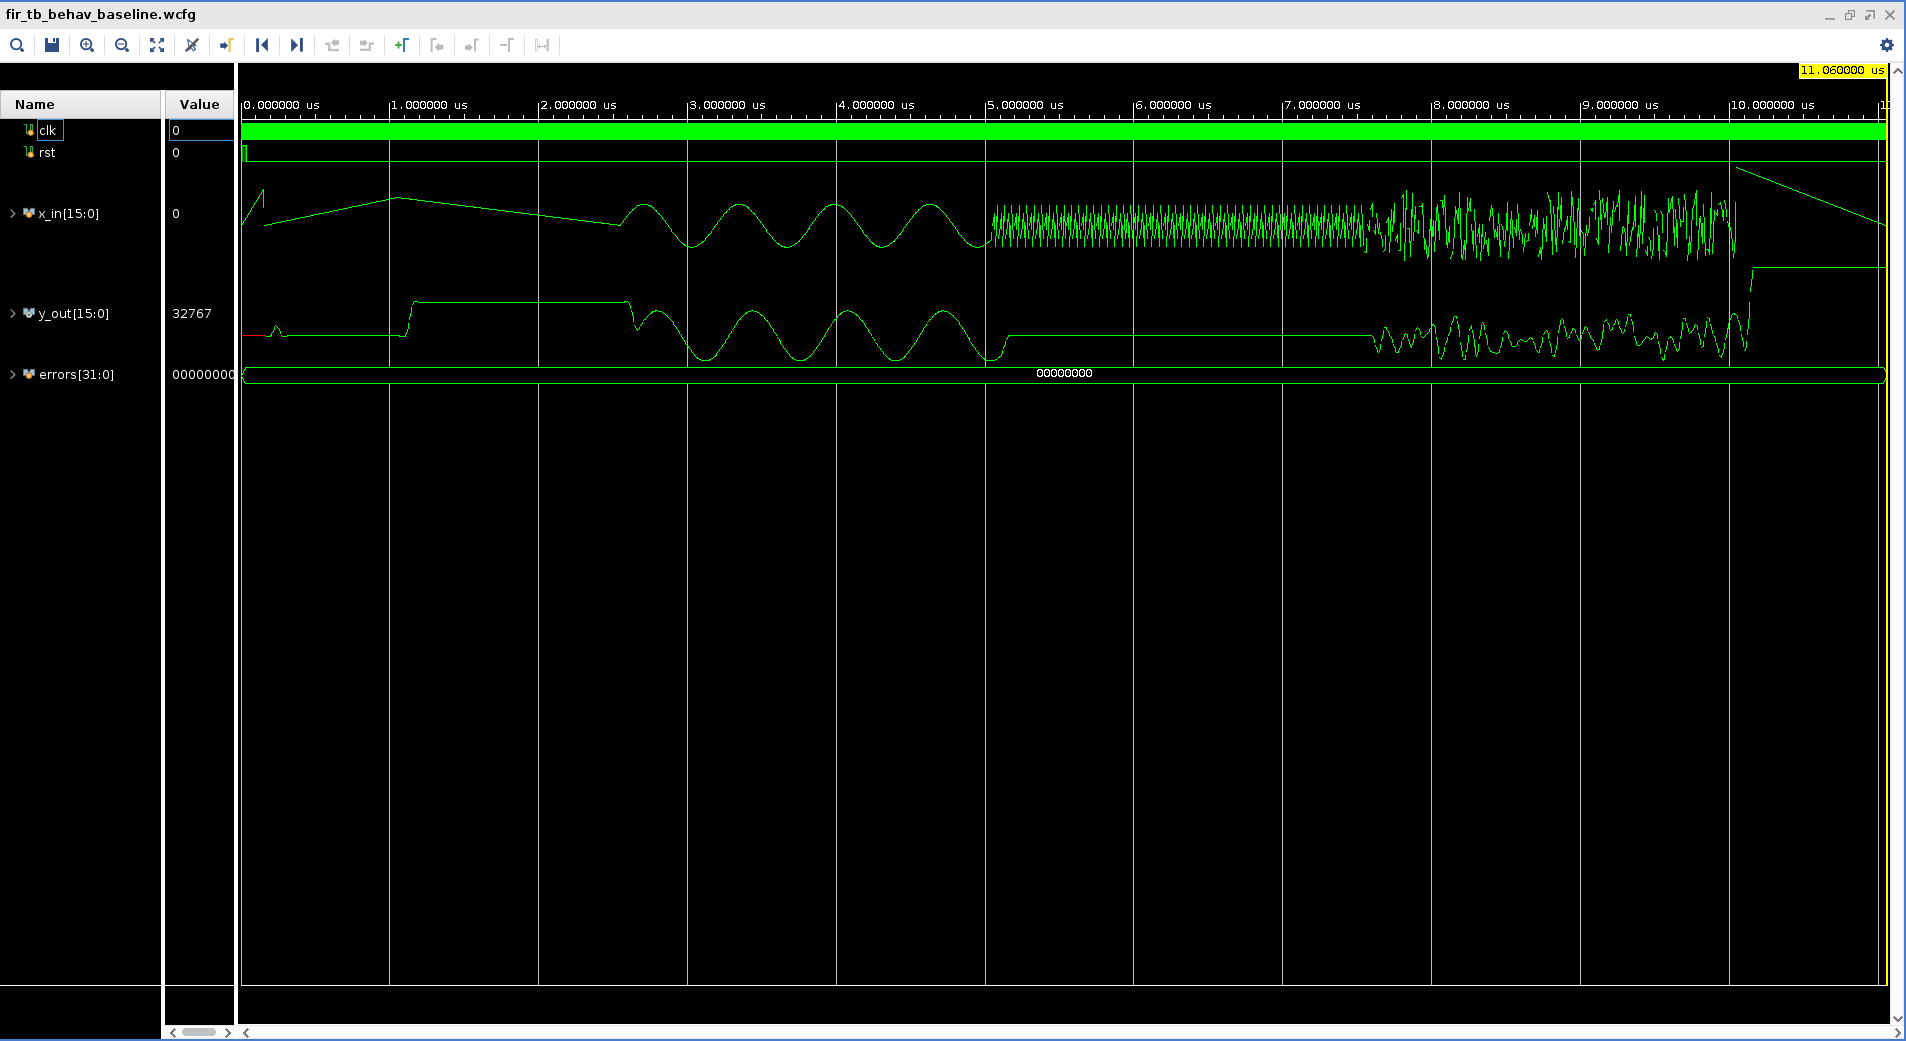 fir_tb_behav_baseline.wcfg
11.060000 us
Name Value
0.000000 us 1.000000 us 2.000000 us 3.000000 us 4.000000 us 5.000000 us 6.000000 us 7.000000 us 8.000000 us 9.000000 us 10.000000 us
clk 0
rst 0
x_in[15:0] 0
y_out[15:0] 32767
errors[31:0] 00000000 00000000